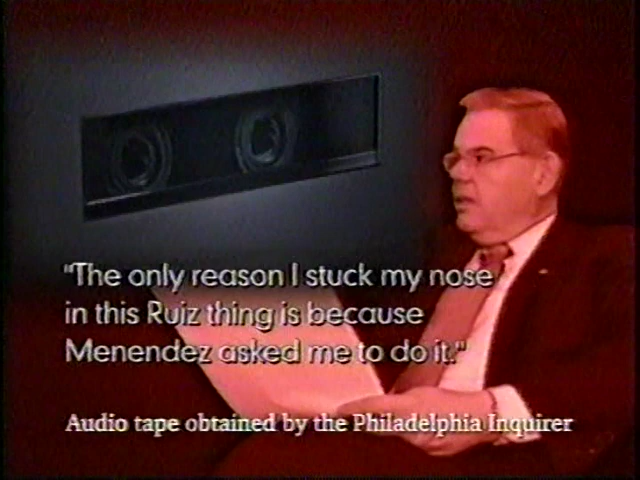 "The only reason I stuck my nose
in this Ruiz thing is because
Menendez asked me to do it."
Audio tape obtained by the Philadelphia Inquirer